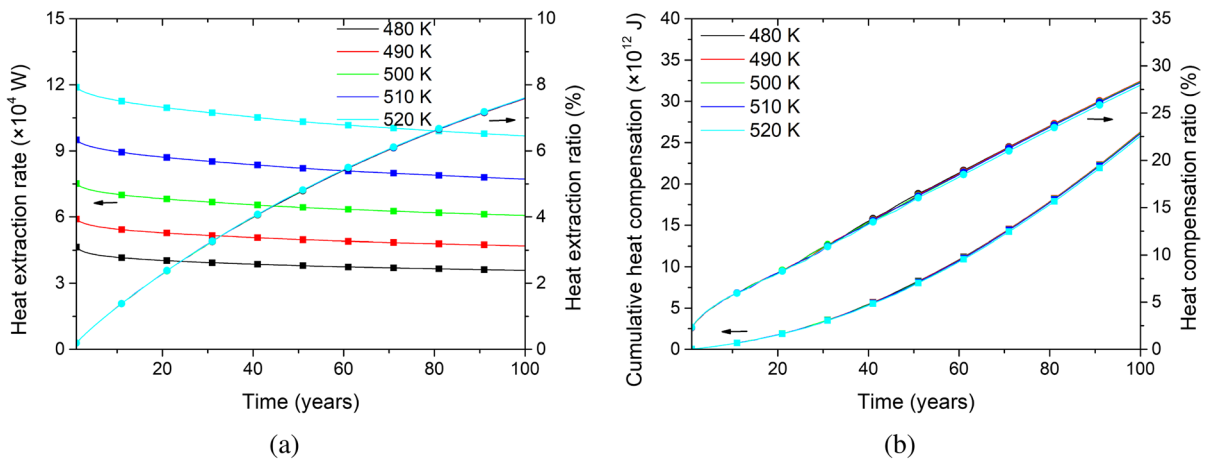 15
12
9
6
3
0
10
8
6
4
2
0
480 K
490 K
500 K
510 K
520 K
20
40
60
80
100
Heat extraction rate (×10⁴ W)
Heat extraction ratio (%)
Time (years)
(a)
40
35
30
25
20
15
10
5
0
35
30
25
20
15
10
5
0
480 K
490 K
500 K
510 K
520 K
20
40
60
80
100
Cumulative heat compensation (×10¹² J)
Heat compensation ratio (%)
Time (years)
(b)